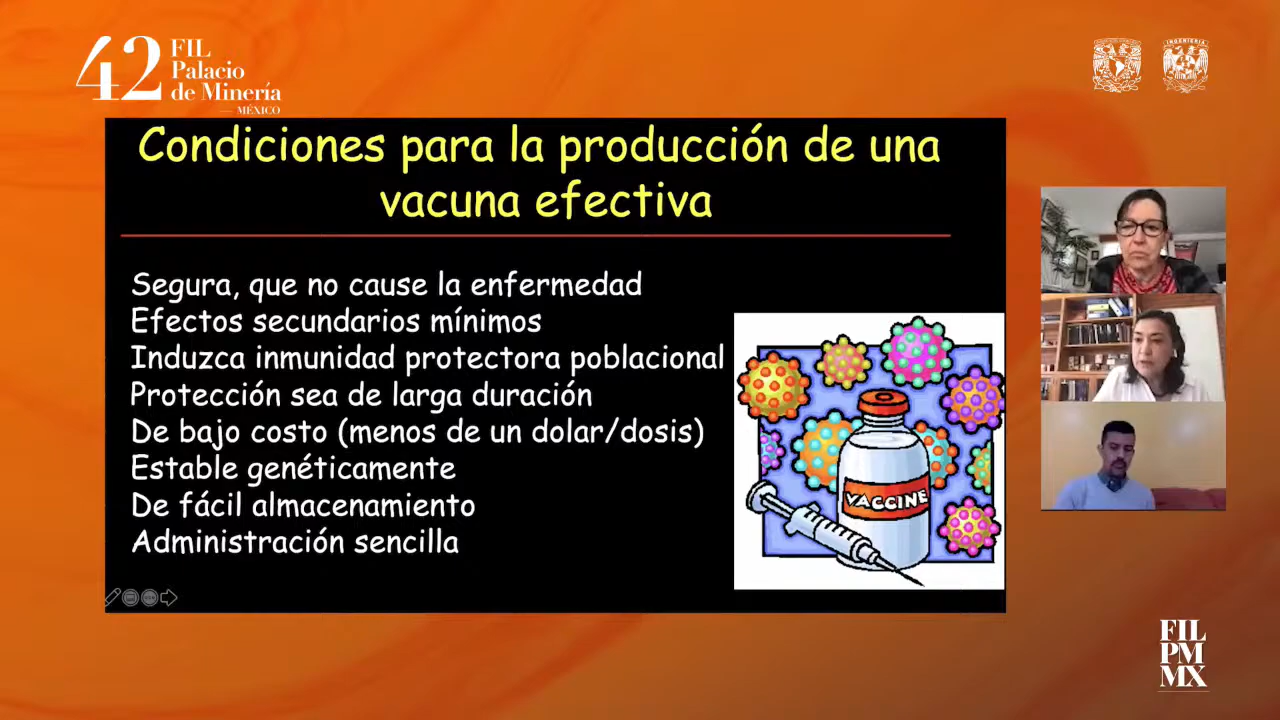 42 FIL
Palacio
de Minería
MÉXICO
Condiciones para la producción de una
vacuna efectiva
Segura, que no cause la enfermedad
Efectos secundarios mínimos
Induzca inmunidad protectora poblacional
Protección sea de larga duración
De bajo costo (menos de un dolar/dosis)
Estable genéticamente
De fácil almacenamiento
Administración sencilla
VACCINE
INGENIERIA
FIL
PM
MX